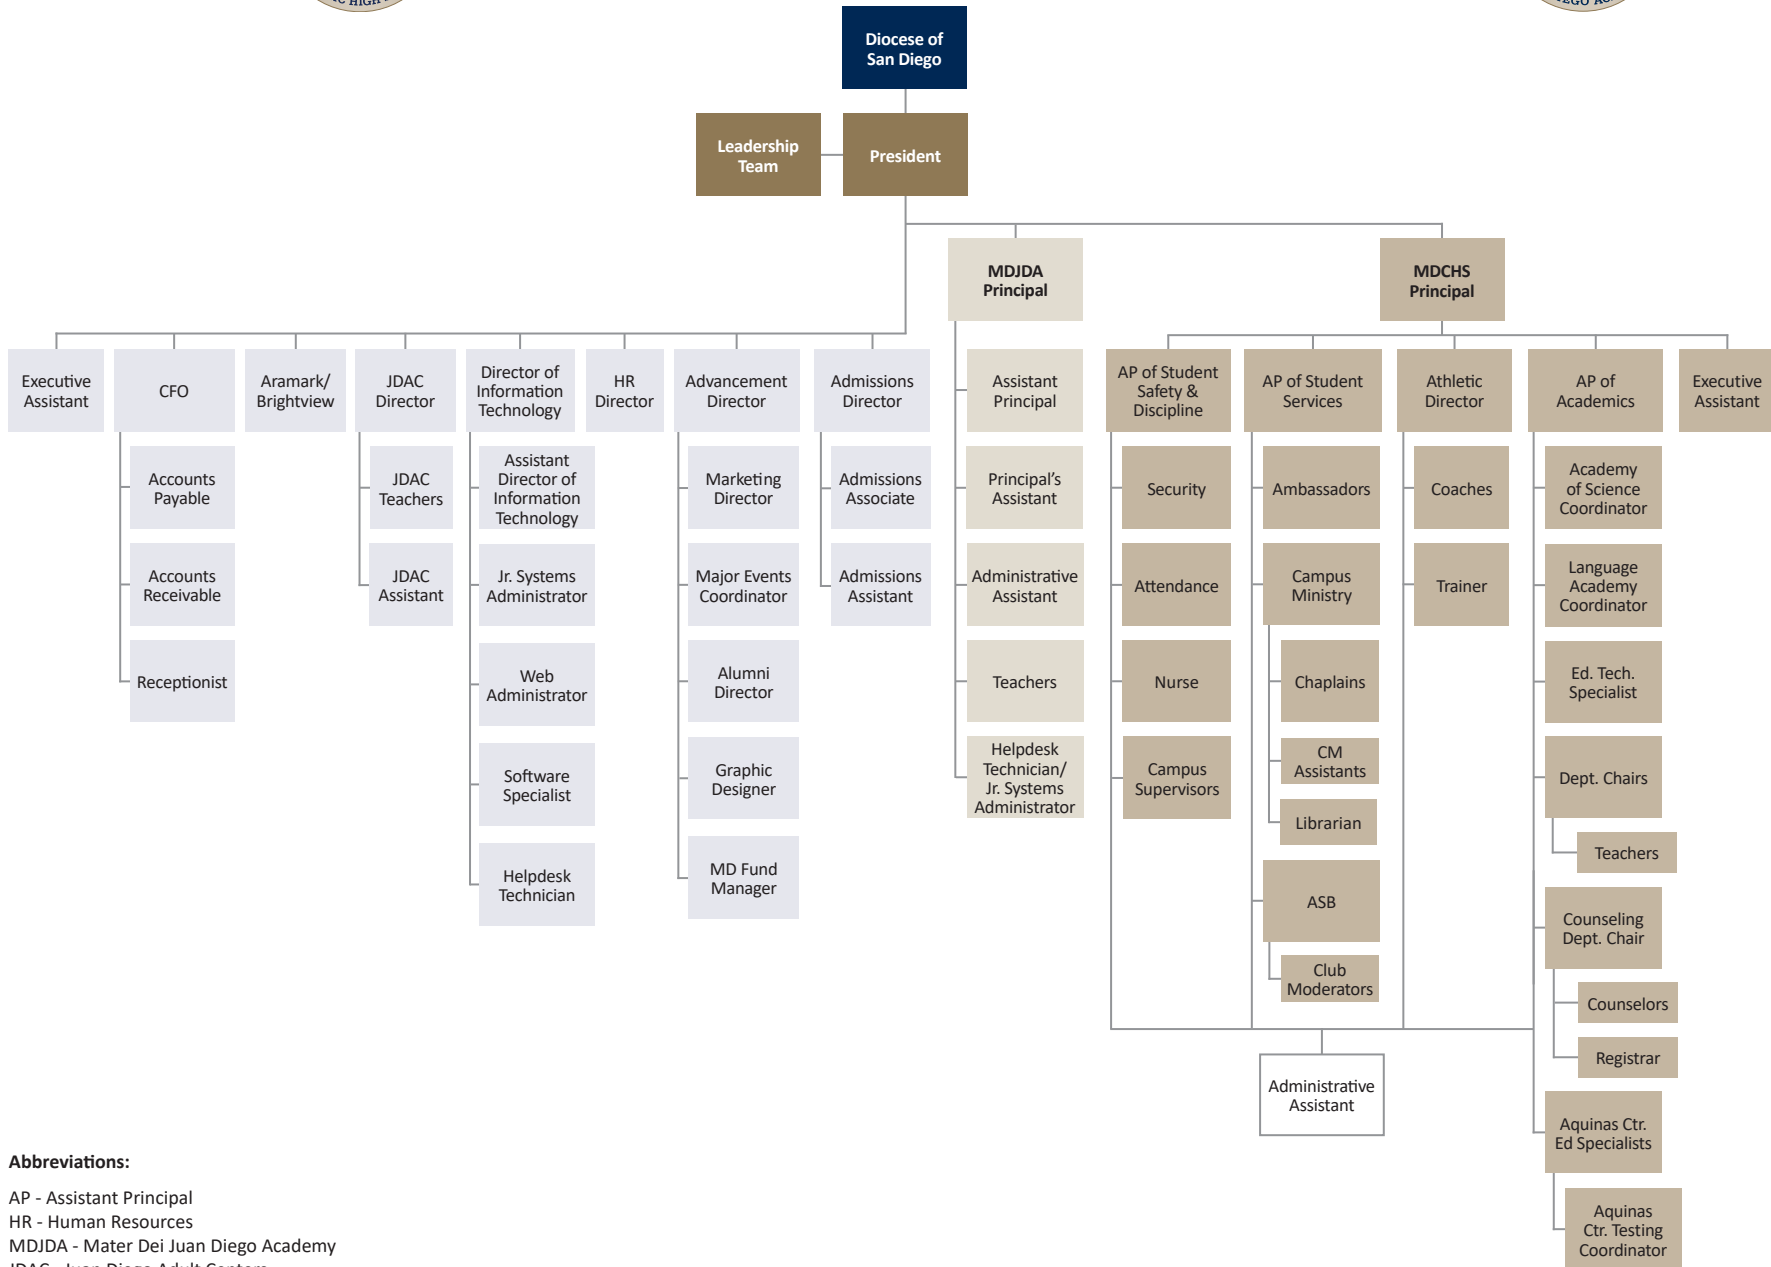 Diocese of
San Diego
Leadership
Team
President
MDJDA
Principal
MDCHS
Principal
Executive
Assistant
CFO
Aramark/
Brightview
JDAC
Director
Director of
Information
Technology
HR
Director
Advancement
Director
Admissions
Director
Assistant
Principal
AP of Student
Safety &
Discipline
AP of Student
Services
Athletic
Director
AP of
Academics
Executive
Assistant
Accounts
Payable
JDAC
Teachers
Assistant
Director of
Information
Technology
Marketing
Director
Admissions
Associate
Principal's
Assistant
Security
Ambassadors
Coaches
Academy
of Science
Coordinator
Accounts
Receivable
JDAC
Assistant
Jr. Systems
Administrator
Major Events
Coordinator
Admissions
Assistant
Administrative
Assistant
Attendance
Campus
Ministry
Trainer
Language
Academy
Coordinator
Receptionist
Web
Administrator
Alumni
Director
Teachers
Nurse
Chaplains
Ed. Tech.
Specialist
Software
Specialist
Graphic
Designer
Helpdesk
Technician/
Jr. Systems
Administrator
Campus
Supervisors
CM
Assistants
Librarian
Dept. Chairs
Teachers
Helpdesk
Technician
MD Fund
Manager
ASB
Club
Moderators
Counseling
Dept. Chair
Counselors
Registrar
Administrative
Assistant
Aquinas Ctr.
Ed Specialists
Aquinas
Ctr. Testing
Coordinator
Abbreviations:
AP - Assistant Principal
HR - Human Resources
MDJDA - Mater Dei Juan Diego Academy